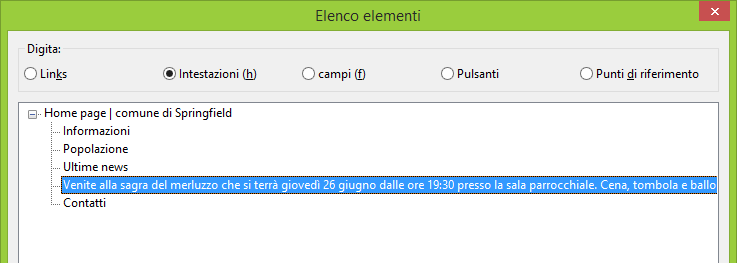 Elenco elementi
Digita:
Links Intestazioni (h) campi (f) Pulsanti Punti di riferimento
Home page | comune di Springfield
Informazioni
Popolazione
Ultime news
Venite alla sagra del merluzzo che si terrà giovedì 26 giugno dalle ore 19:30 presso la sala parrocchiale. Cena, tombola e ballo
Contatti